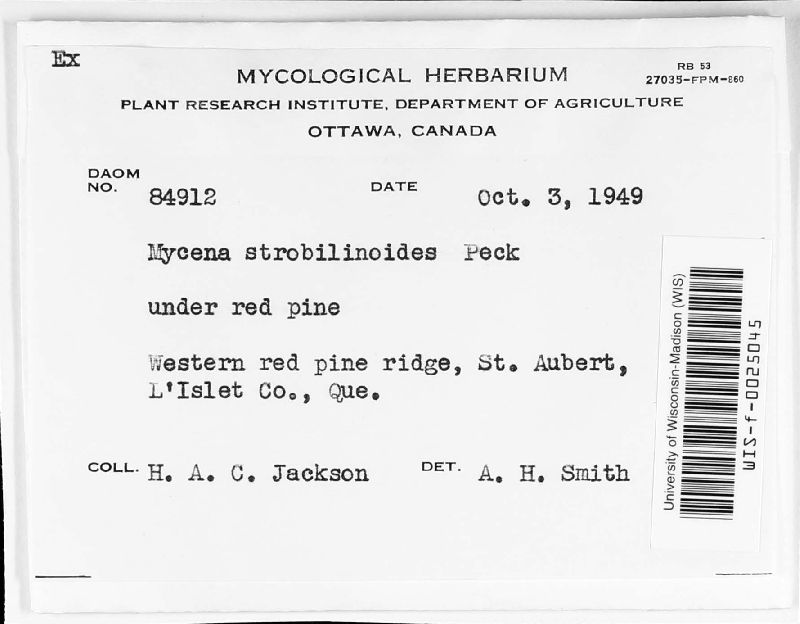 Ex
RB 53
27035-FPM-860
MYCOLOGICAL HERBARIUM
PLANT RESEARCH INSTITUTE, DEPARTMENT OF AGRICULTURE
OTTAWA, CANADA
DAOM NO. 84912 DATE Oct. 3, 1949
Mycena strobilinoides Peck
under red pine
Western red pine ridge, St. Aubert,
L'Islet Co., Que.
COLL. H. A. C. Jackson DET. A. H. Smith
University of Wisconsin-Madison (WIS)
WIS-f-0025045